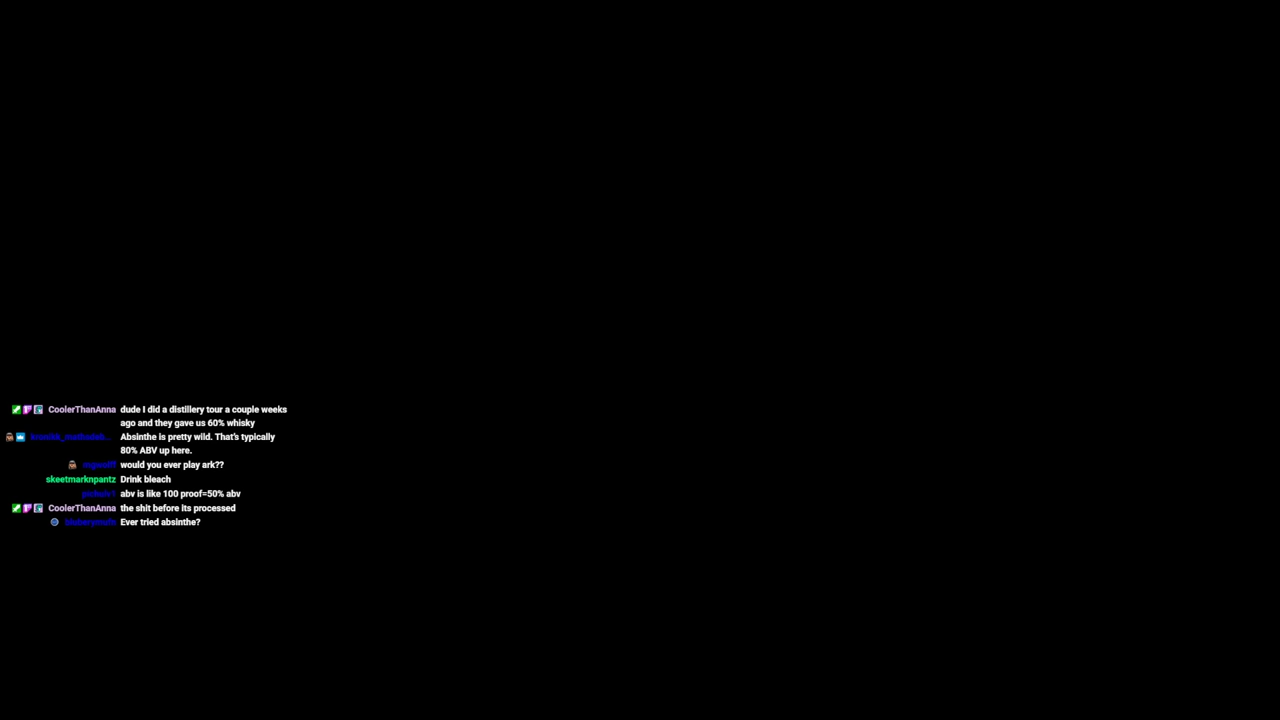 CoolerThanAnna dude I did a distillery tour a couple weeks
ago and they gave us 60% whisky
Absinthe is pretty wild. That's typically
80% ABV up here.
would you ever play ark??
skeetmarknpantz Drink bleach
abv is like 100 proof=50% abv
CoolerThanAnna the shit before its processed
Ever tried absinthe?